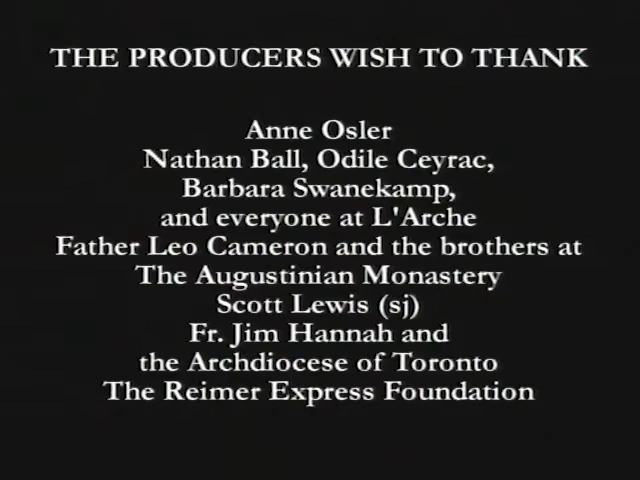 THE PRODUCERS WISH TO THANK
Anne Osler
Nathan Ball, Odile Ceyrac,
Barbara Swanekamp,
and everyone at L'Arche
Father Leo Cameron and the brothers at
The Augustinian Monastery
Scott Lewis (sj)
Fr. Jim Hannah and
the Archdiocese of Toronto
The Reimer Express Foundation